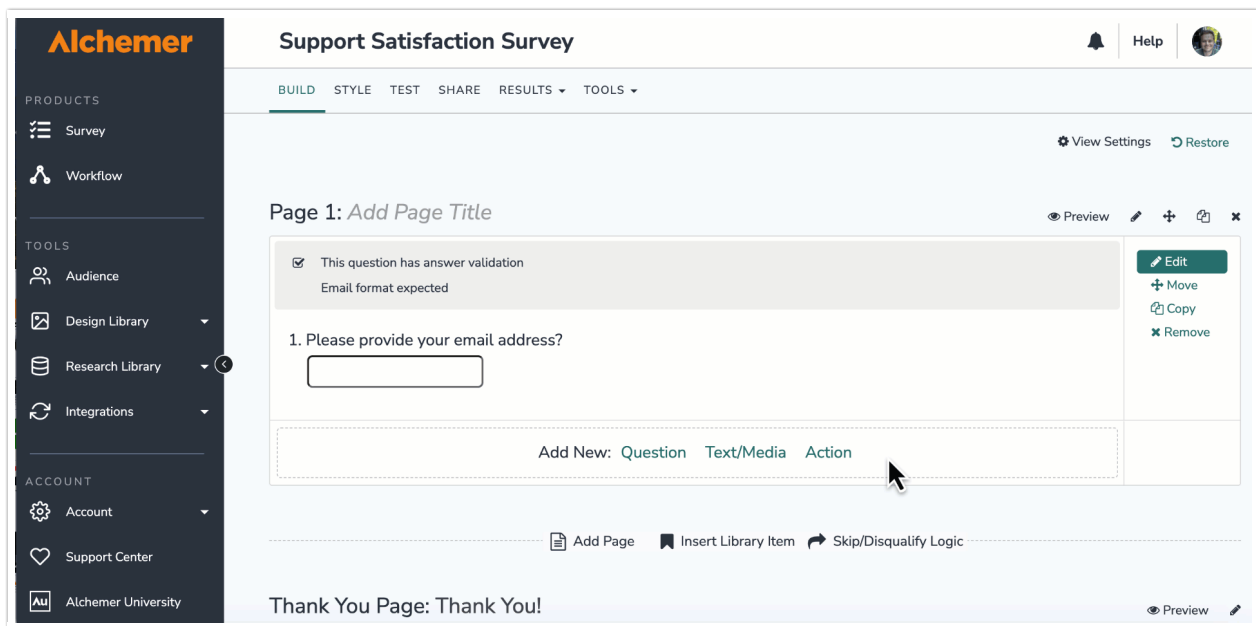 Alchemer
Support Satisfaction Survey
Help
BUILD STYLE TEST SHARE RESULTS TOOLS
PRODUCTS
Survey
Workflow
TOOLS
Audience
Design Library
Research Library
Integrations
ACCOUNT
Account
Support Center
Au Alchemer University
View Settings Restore
Page 1: Add Page Title
Preview
This question has answer validation
Email format expected
Edit
Move
Copy
Remove
1. Please provide your email address?
Add New: Question Text/Media Action
Add Page Insert Library Item Skip/Disqualify Logic
Thank You Page: Thank You!
Preview